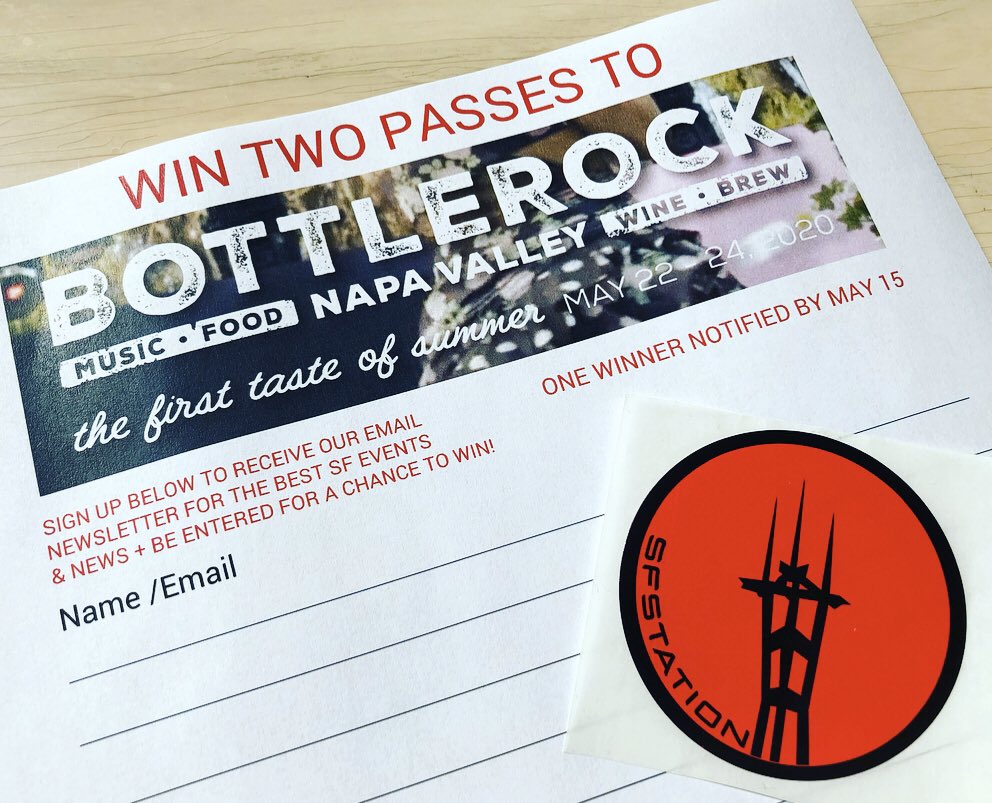 WIN TWO PASSES TO
BOTTLEROCK
MUSIC • FOOD NAPA VALLEY WINE • BREW
the first taste of summer MAY 22 24, 2020
ONE WINNER NOTIFIED BY MAY 15
SIGN UP BELOW TO RECEIVE OUR EMAIL
NEWSLETTER FOR THE BEST SF EVENTS
& NEWS + BE ENTERED FOR A CHANCE TO WIN!
Name /Email
SFSTATION